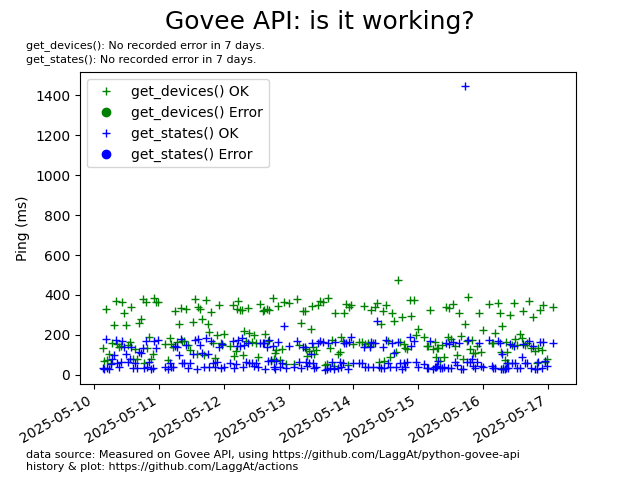 Govee API: is it working?
get_devices(): No recorded error in 7 days.
get_states(): No recorded error in 7 days.
get_devices() OK
get_devices() Error
get_states() OK
get_states() Error
Ping (ms)
1400
1200
1000
800
600
400
200
0
2025-05-10
2025-05-11
2025-05-12
2025-05-13
2025-05-14
2025-05-15
2025-05-16
2025-05-17
data source: Measured on Govee API, using https://github.com/LaggAt/python-govee-api
history & plot: https://github.com/LaggAt/actions